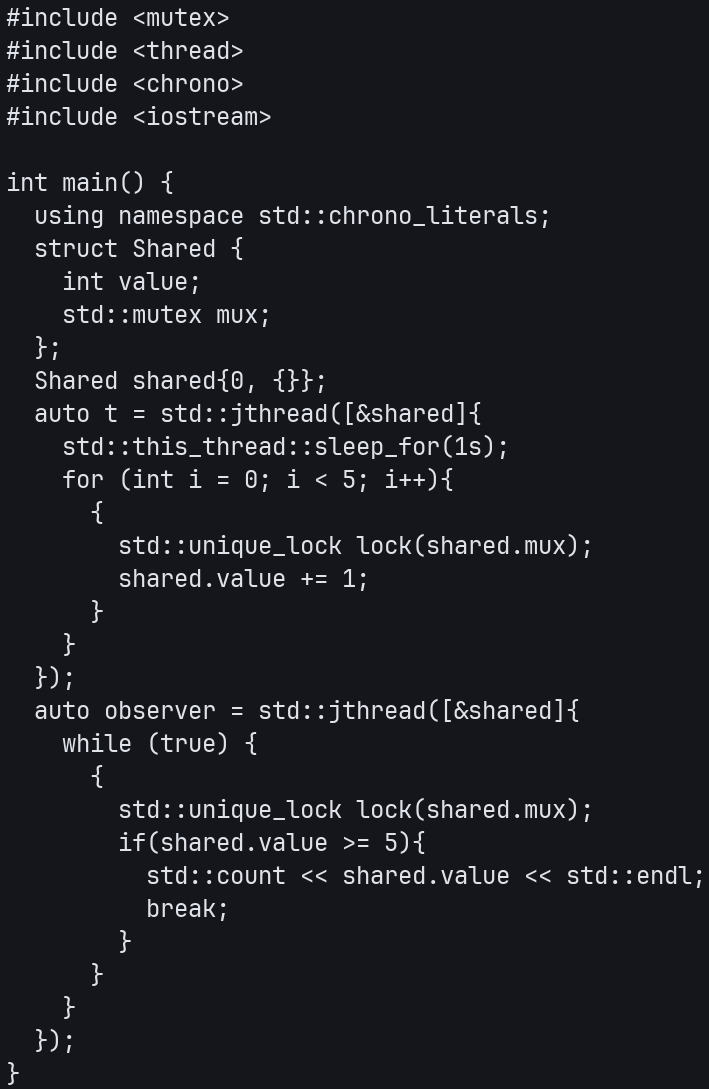 #include <mutex>
#include <thread>
#include <chrono>
#include <iostream>

int main() {
  using namespace std::chrono_literals;
  struct Shared {
    int value;
    std::mutex mux;
  };
  Shared shared{0, {}};
  auto t = std::jthread([&shared]{
    std::this_thread::sleep_for(1s);
    for (int i = 0; i < 5; i++){
      {
        std::unique_lock lock(shared.mux);
        shared.value += 1;
      }
    }
  });
  auto observer = std::jthread([&shared]{
    while (true) {
      {
        std::unique_lock lock(shared.mux);
        if(shared.value >= 5){
          std::count << shared.value << std::endl;
          break;
        }
      }
    }
  });
}